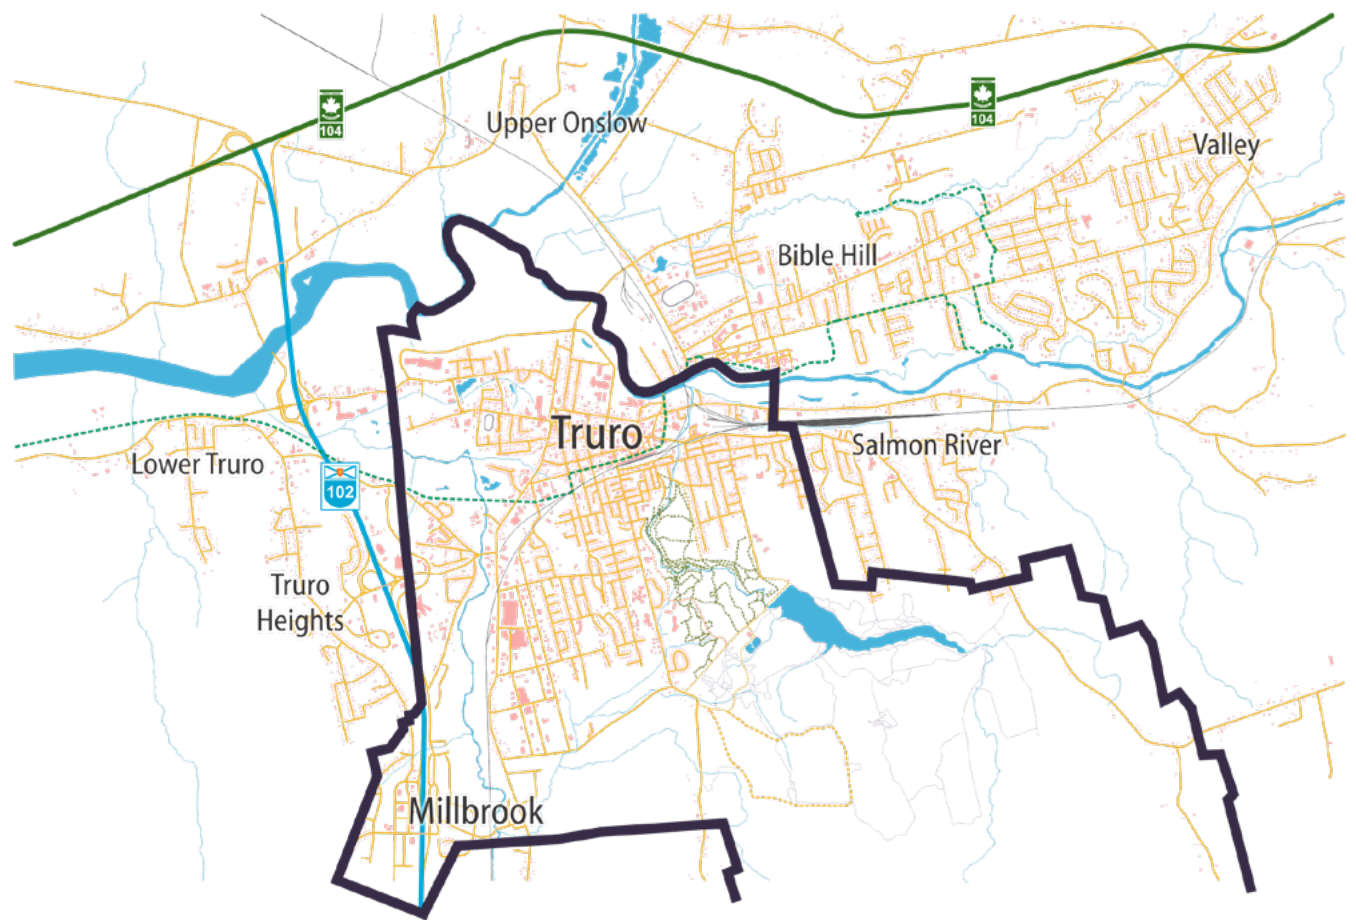 104
104
Upper Onslow
Valley
Bible Hill
Truro
Salmon River
Lower Truro
102
Truro
Heights
Millbrook